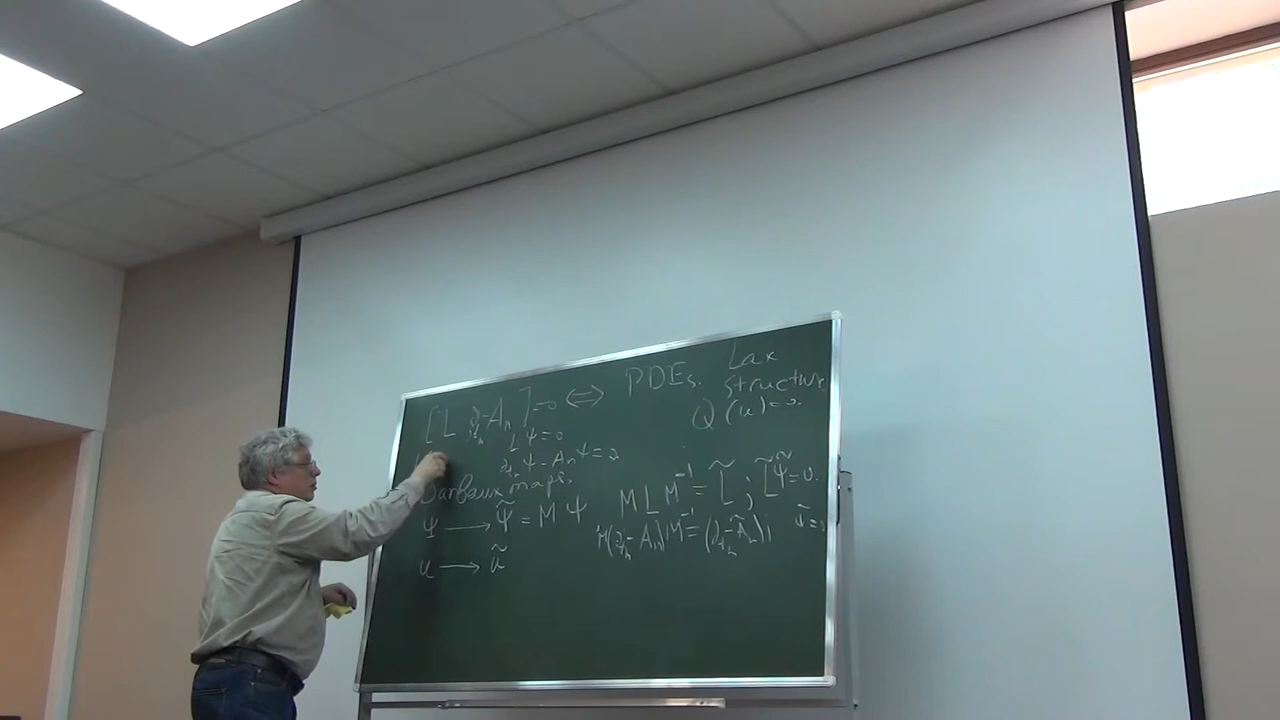 [L, ∂_{t_n} - A_n] = 0 ⇔ PDEs. Lax structure
Q(u) = 0.
LΨ = 0
∂_{t_n} Ψ - A_n Ψ = 0
Darboux maps.
Ψ → Ψ̃ = M Ψ
u → ũ
M L M⁻¹ = L̃ ; L̃ Ψ̃ = 0.
M(∂_{t_n} - A_n) M⁻¹ = (∂_{t_n} - Ã_n)